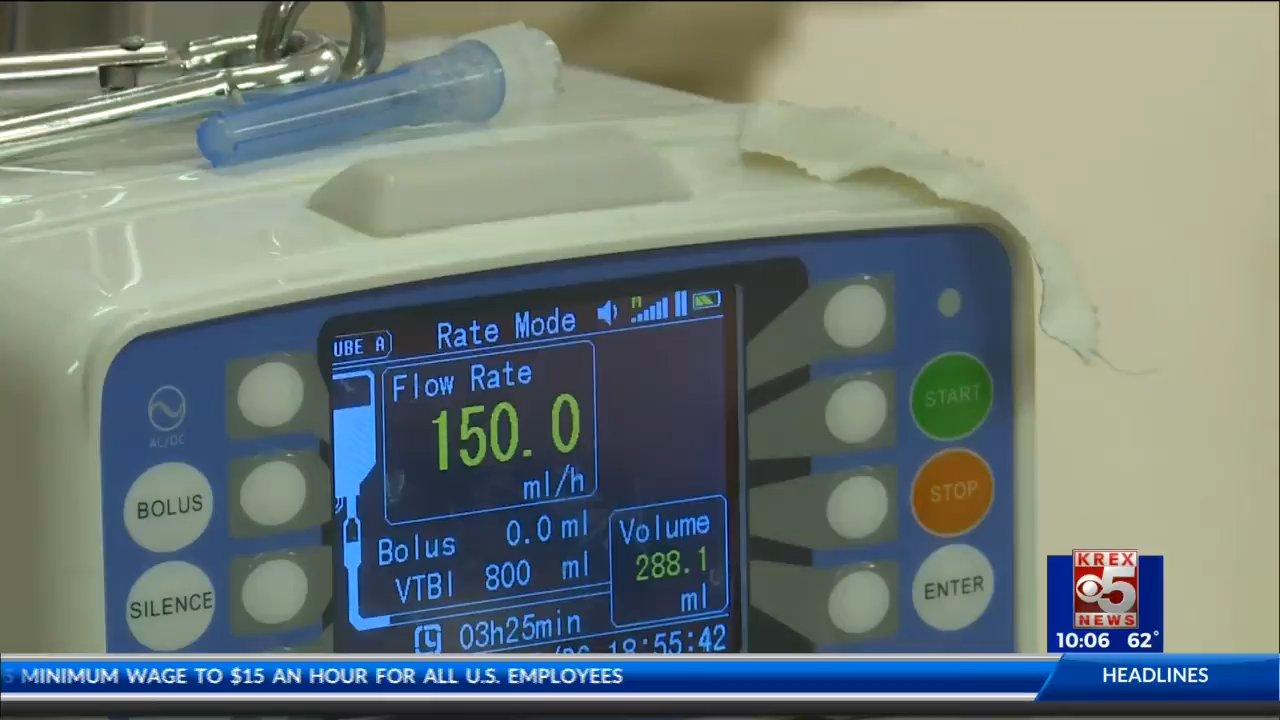 UBE A
Rate Mode
Flow Rate
150.0
ml/h
Bolus 0.0 ml
VTBI 800 ml
Volume
288.1
ml
03h25min
18:55:42
AC/DC
BOLUS
SILENCE
START
STOP
ENTER
KREX
5
NEWS
10:06 62°
MINIMUM WAGE TO $15 AN HOUR FOR ALL U.S. EMPLOYEES
HEADLINES